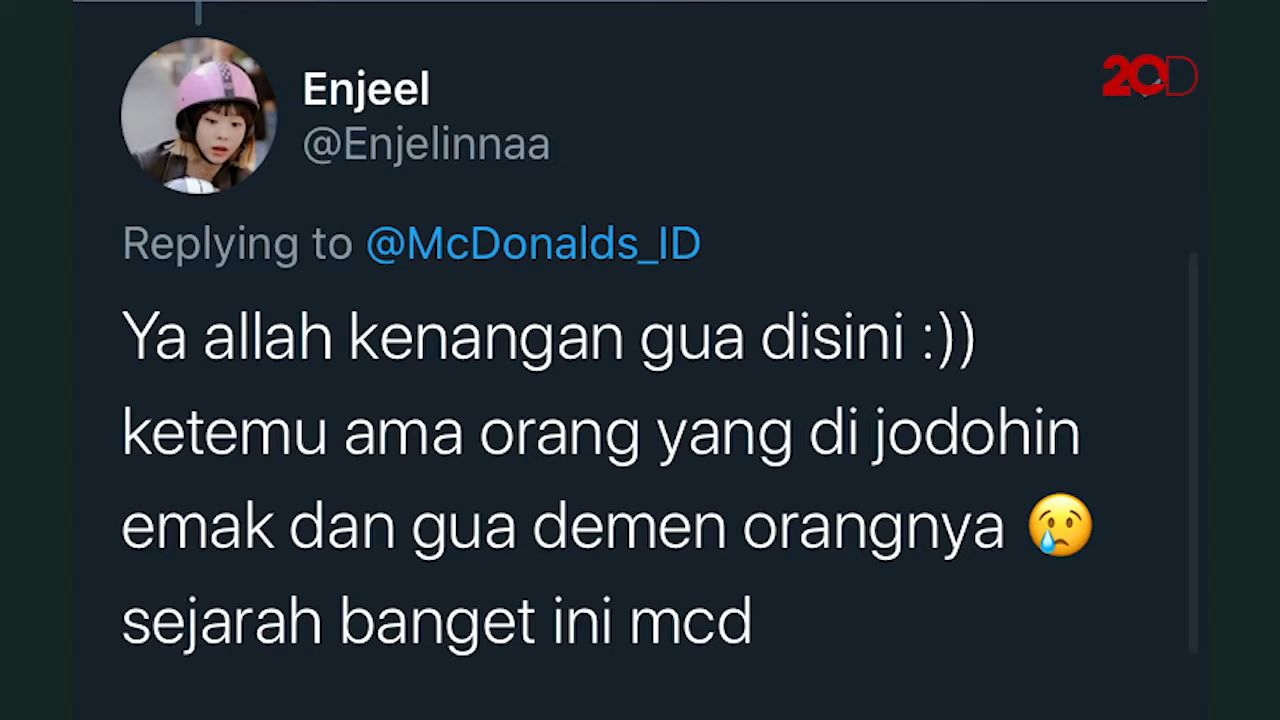 Enjeel
20D
@Enjelinnaa
Replying to @McDonalds_ID
Ya allah kenangan gua disini :))
ketemu ama orang yang di jodohin
emak dan gua demen orangnya 😢
sejarah banget ini mcd